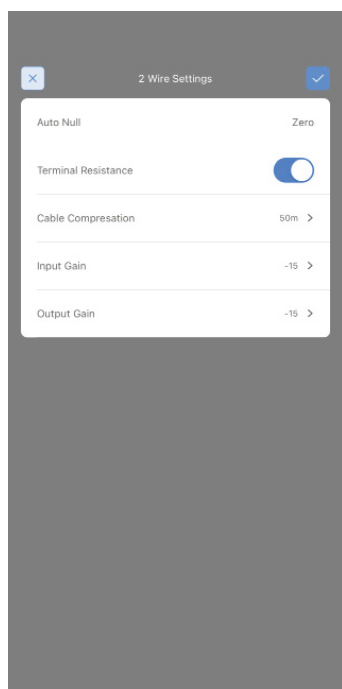 2 Wire Settings
Auto Null Zero
Terminal Resistance
Cable Compresation 50m
Input Gain -15
Output Gain -15